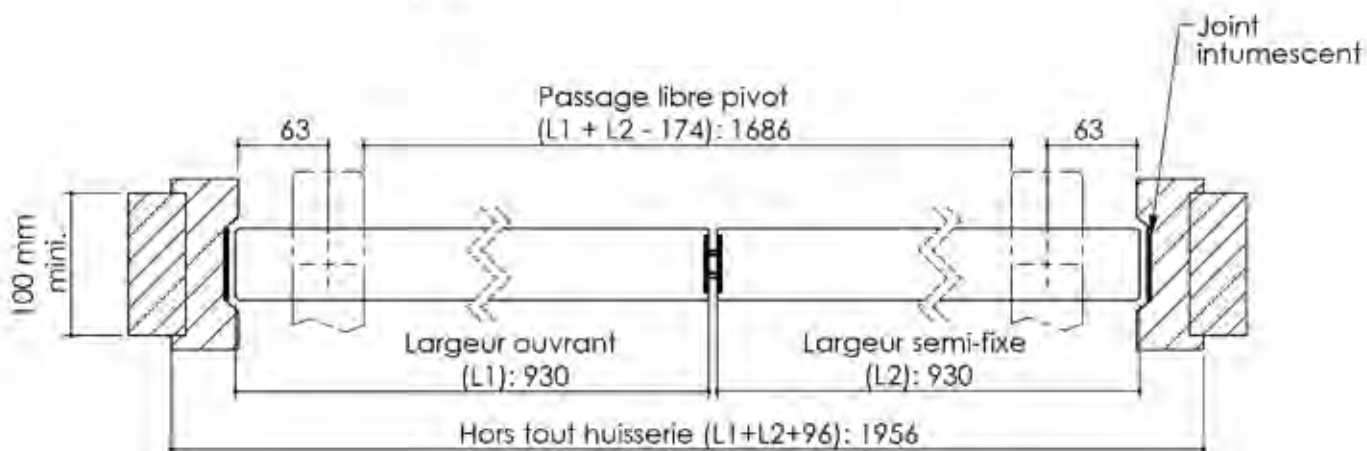 Joint
intumescent
Passage libre pivot
(L1 + L2 - 174): 1686
63
63
100 mm
mini.
Largeur ouvrant
(L1): 930
Largeur semi-fixe
(L2): 930
Hors tout huisserie (L1+L2+96): 1956